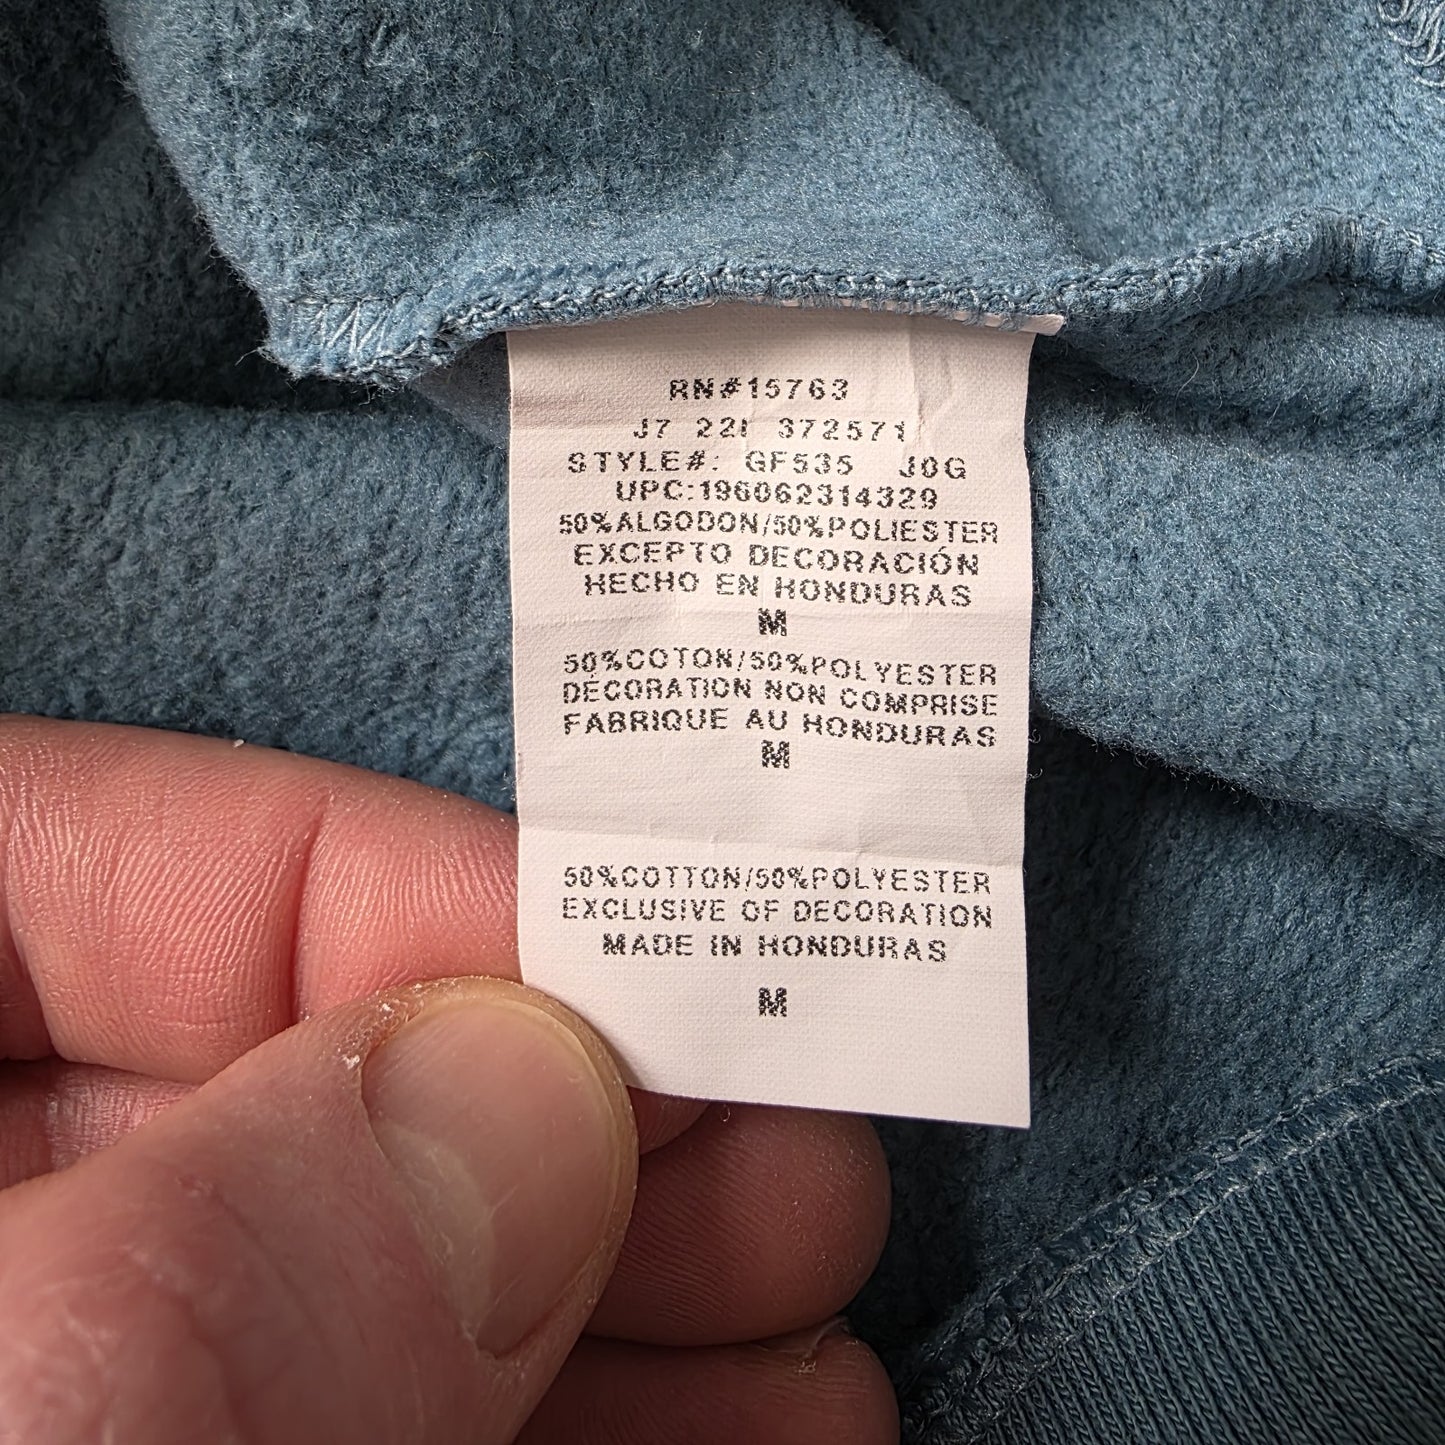 RN#15763
J7 22I 372571
STYLE#: GF535 J0G
UPC:196062314329
50%ALGODON/50%POLIESTER
EXCEPTO DECORACIÓN
HECHO EN HONDURAS
M
50%COTON/50%POLYESTER
DÉCORATION NON COMPRISE
FABRIQUE AU HONDURAS
M
50%COTTON/50%POLYESTER
EXCLUSIVE OF DECORATION
MADE IN HONDURAS
M